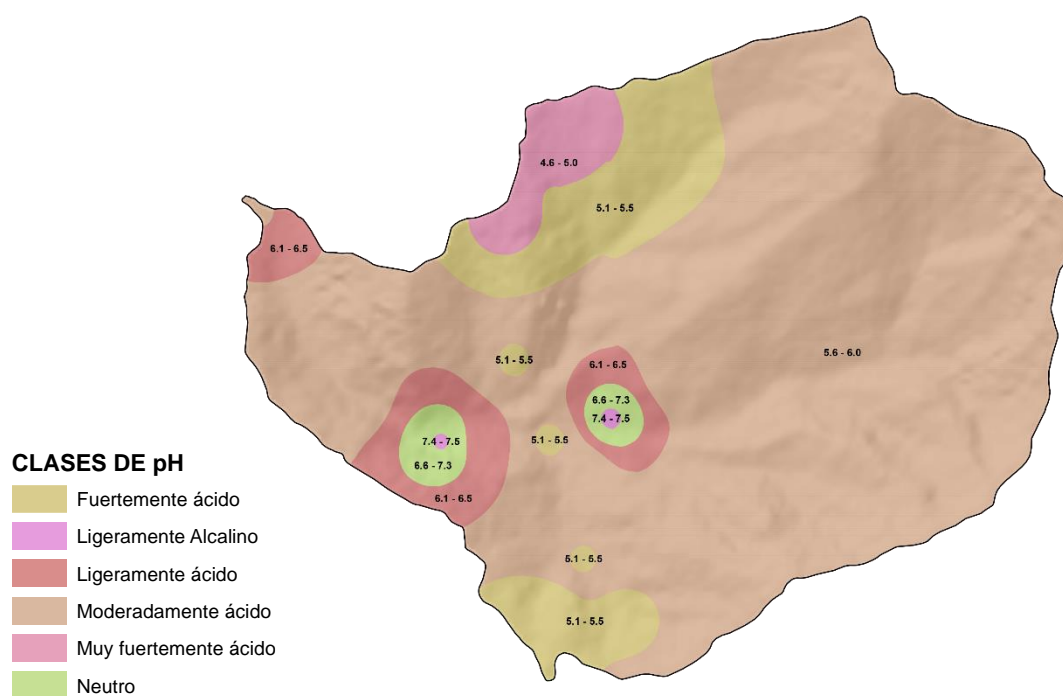 4.6 - 5.0
5.1 - 5.5
6.1 - 6.5
5.6 - 6.0
5.1 - 5.5
6.1 - 6.5
6.6 - 7.3
7.4 - 7.5
5.1 - 5.5
7.4 - 7.5
6.6 - 7.3
6.1 - 6.5
5.1 - 5.5
5.1 - 5.5
CLASES DE pH
Fuertemente ácido
Ligeramente Alcalino
Ligeramente ácido
Moderadamente ácido
Muy fuertemente ácido
Neutro